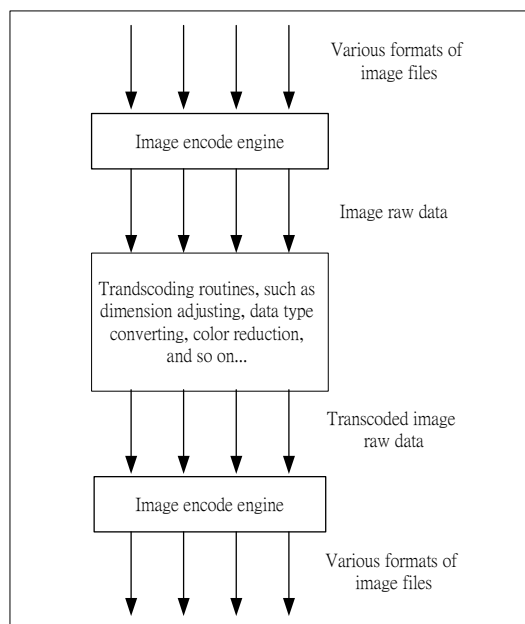 Various formats of
image files
Image encode engine
Image raw data
Trandscoding routines, such as
dimension adjusting, data type
converting, color reduction,
and so on...
Transcoded image
raw data
Image encode engine
Various formats of
image files